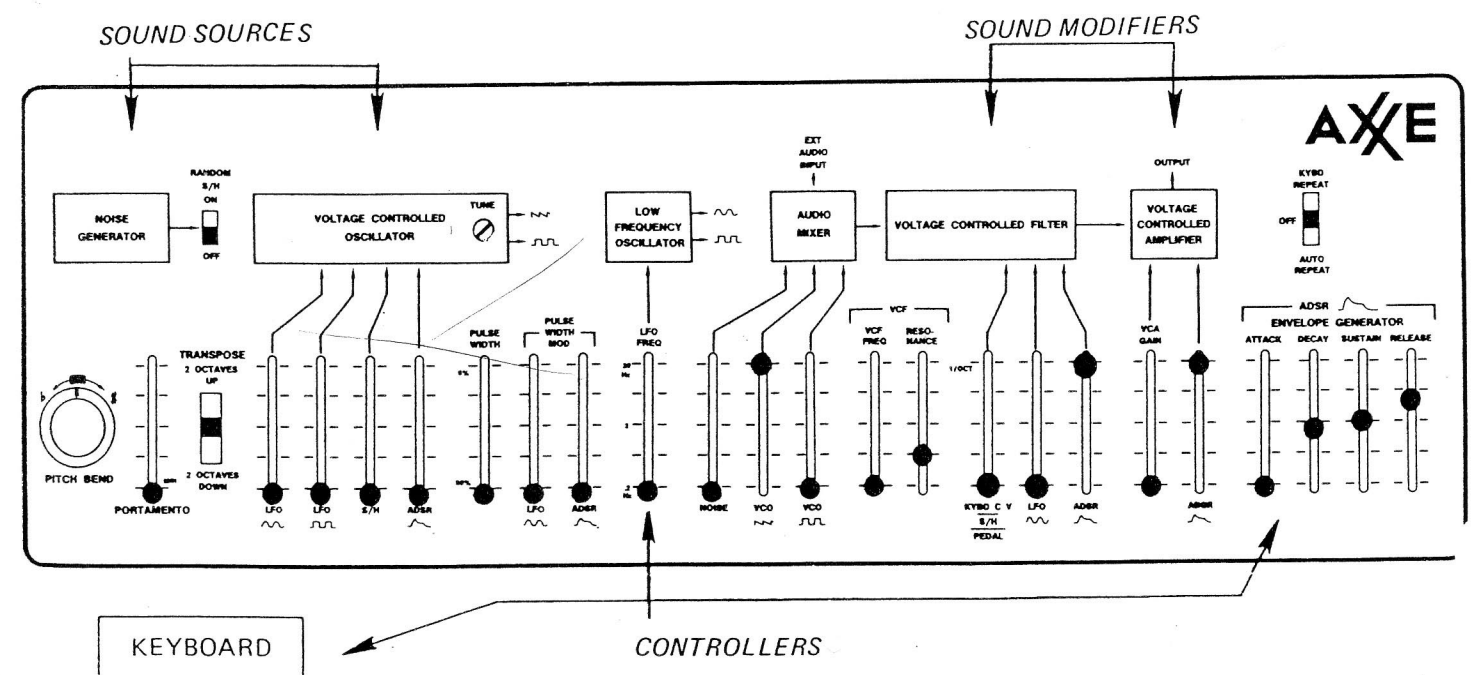 SOUND SOURCES
SOUND MODIFIERS
AXXE
EXT
AUDIO
INPUT
OUTPUT
RANDOM
S/H
ON
OFF
KYBD
REPEAT
OFF
AUTO
REPEAT
NOISE
GENERATOR
VOLTAGE CONTROLLED
OSCILLATOR
TUNE
LOW
FREQUENCY
OSCILLATOR
AUDIO
MIXER
VOLTAGE CONTROLLED FILTER
VOLTAGE
CONTROLLED
AMPLIFIER
PULSE
WIDTH
PULSE
WIDTH
MOD
LFO
FREQ
VCF
VCF
FREQ
RESO-
NANCE
VCA
GAIN
ADSR
ENVELOPE GENERATOR
ATTACK
DECAY
SUSTAIN
RELEASE
TRANSPOSE
2 OCTAVES
UP
2 OCTAVES
DOWN
20
Hz
1/OCT
PITCH BEND
PORTAMENTO
LFO
LFO
S/H
ADSR
LFO
ADSR
Hz
NOISE
VCO
VCO
KYBD C V
S/H
PEDAL
LFO
ADSR
ADSR
KEYBOARD
CONTROLLERS